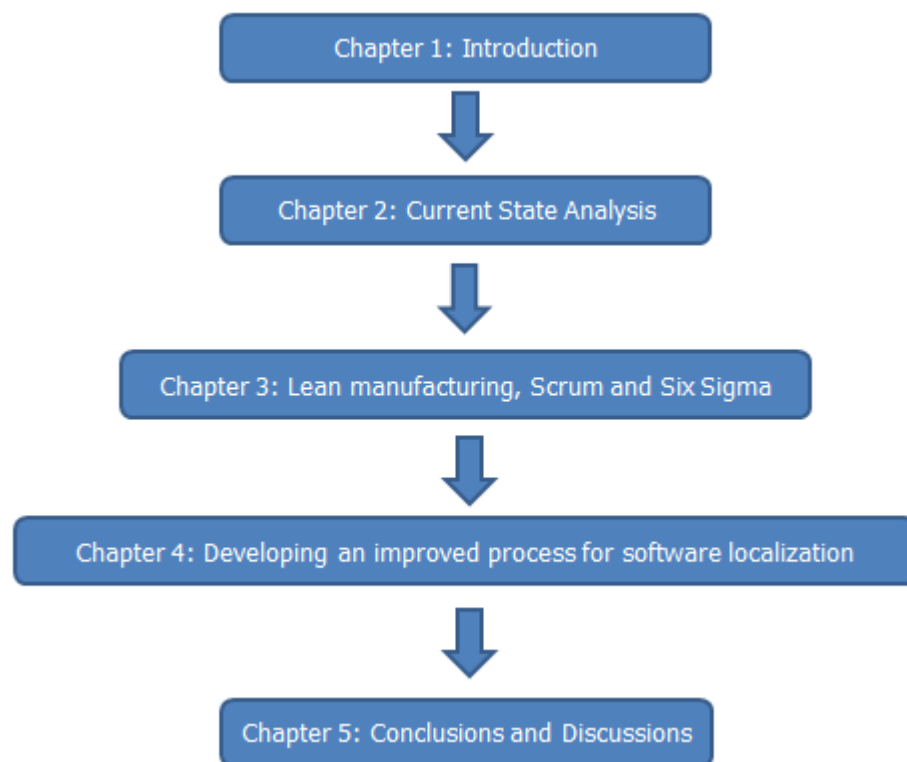 Chapter 1: Introduction
Chapter 2: Current State Analysis
Chapter 3: Lean manufacturing, Scrum and Six Sigma
Chapter 4: Developing an improved process for software localization
Chapter 5: Conclusions and Discussions